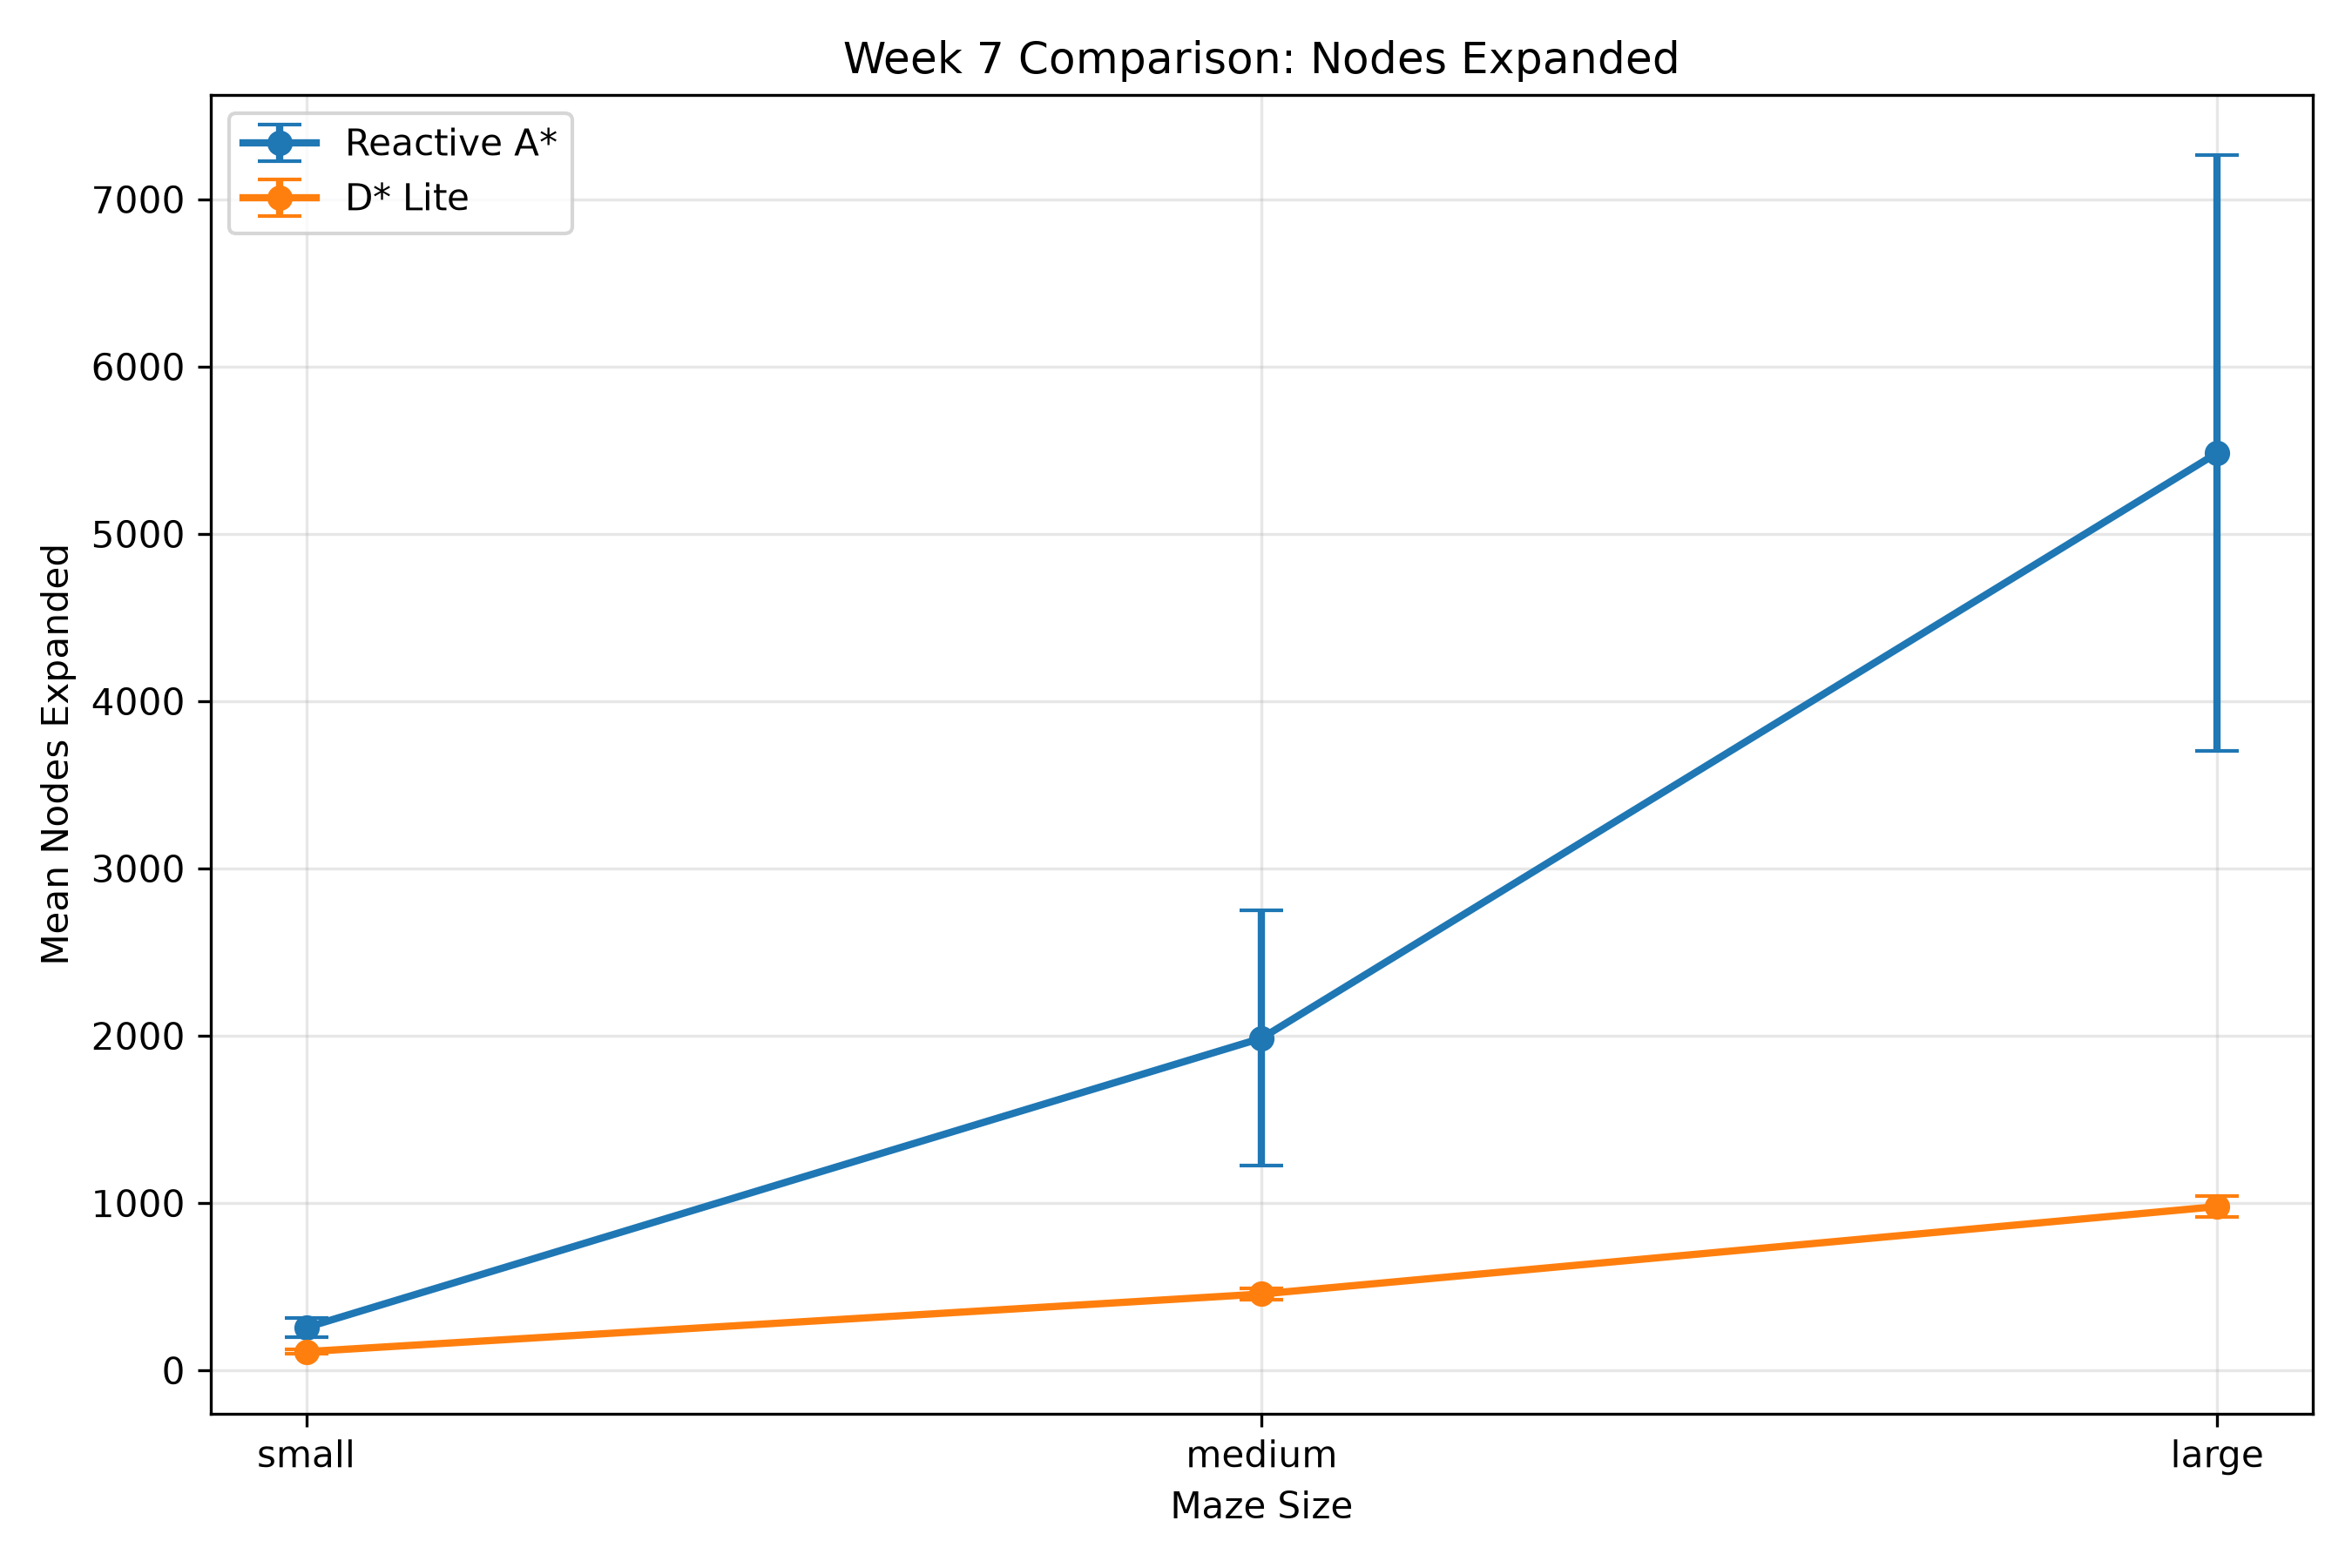 Week 7 Comparison: Nodes Expanded
Reactive A*
D* Lite
Mean Nodes Expanded
7000
6000
5000
4000
3000
2000
1000
0
small
medium
large
Maze Size